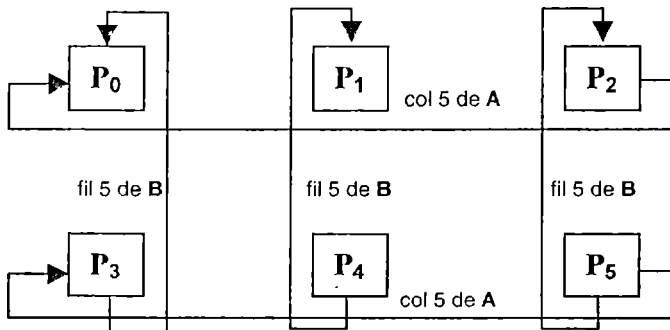 P0 P1 P2
col 5 de A
fil 5 de B fil 5 de B fil 5 de B
P3 P4 P5
col 5 de A